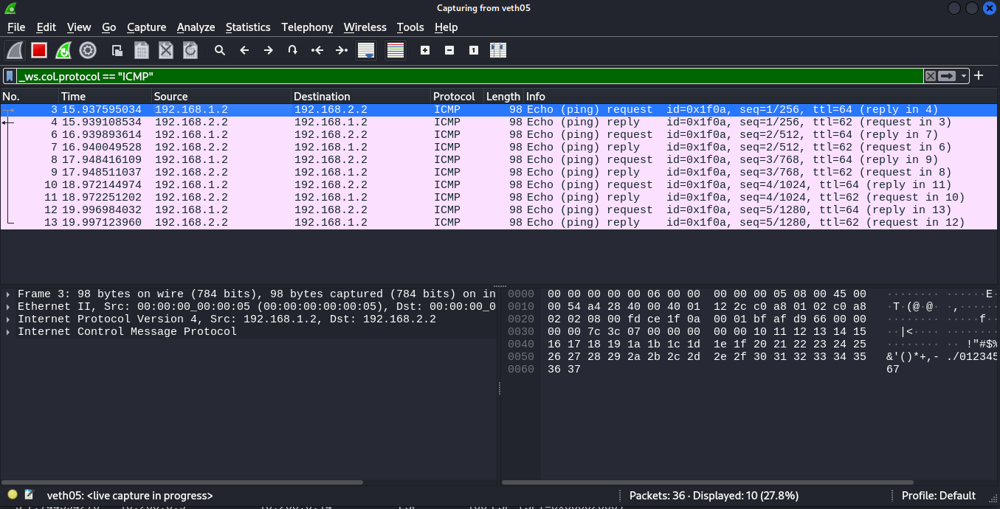 Capturing from veth05
File Edit View Go Capture Analyze Statistics Telephony Wireless Tools Help
_ws.col.protocol == "ICMP"
No. Time Source Destination Protocol Length Info
3 15.937595034 192.168.1.2 192.168.2.2 ICMP 98 Echo (ping) request id=0x1f0a, seq=1/256, ttl=64 (reply in 4)
4 15.939108534 192.168.2.2 192.168.1.2 ICMP 98 Echo (ping) reply id=0x1f0a, seq=1/256, ttl=62 (request in 3)
6 16.939893614 192.168.1.2 192.168.2.2 ICMP 98 Echo (ping) request id=0x1f0a, seq=2/512, ttl=64 (reply in 7)
7 16.940049528 192.168.2.2 192.168.1.2 ICMP 98 Echo (ping) reply id=0x1f0a, seq=2/512, ttl=62 (request in 6)
8 17.948416109 192.168.1.2 192.168.2.2 ICMP 98 Echo (ping) request id=0x1f0a, seq=3/768, ttl=64 (reply in 9)
9 17.948511037 192.168.2.2 192.168.1.2 ICMP 98 Echo (ping) reply id=0x1f0a, seq=3/768, ttl=62 (request in 8)
10 18.972144974 192.168.1.2 192.168.2.2 ICMP 98 Echo (ping) request id=0x1f0a, seq=4/1024, ttl=64 (reply in 11)
11 18.972251202 192.168.2.2 192.168.1.2 ICMP 98 Echo (ping) reply id=0x1f0a, seq=4/1024, ttl=62 (request in 10)
12 19.996984032 192.168.1.2 192.168.2.2 ICMP 98 Echo (ping) request id=0x1f0a, seq=5/1280, ttl=64 (reply in 13)
13 19.997123960 192.168.2.2 192.168.1.2 ICMP 98 Echo (ping) reply id=0x1f0a, seq=5/1280, ttl=62 (request in 12)
Frame 3: 98 bytes on wire (784 bits), 98 bytes captured (784 bits) on in
Ethernet II, Src: 00:00:00_00:00:05 (00:00:00:00:00:05), Dst: 00:00:00_0
Internet Protocol Version 4, Src: 192.168.1.2, Dst: 192.168.2.2
Internet Control Message Protocol
0000 00 00 00 00 00 06 00 00 00 00 00 05 08 00 45 00 ········ ······E·
0010 00 54 a4 28 40 00 40 01 12 2c c0 a8 01 02 c0 a8 ·T·(@·@· ·,······
0020 02 02 08 00 fd ce 1f 0a 00 01 bf af d9 66 00 00 ········ ·····f··
0030 00 00 7c 3c 07 00 00 00 00 00 10 11 12 13 14 15 ··|<···· ········
0040 16 17 18 19 1a 1b 1c 1d 1e 1f 20 21 22 23 24 25 ········ ·· !"#$%
0050 26 27 28 29 2a 2b 2c 2d 2e 2f 30 31 32 33 34 35 &'()*+,- ./012345
0060 36 37 67
veth05: <live capture in progress> Packets: 36 · Displayed: 10 (27.8%) Profile: Default